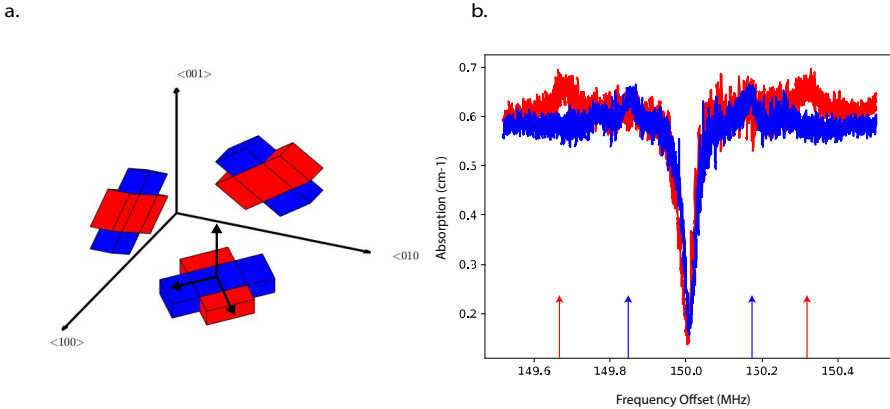 a.
b.
<001>
<010
<100>
0.7
0.6
0.5
0.4
0.3
0.2
Absorption (cm-1)
149.6 149.8 150.0 150.2 150.4
Frequency Offset (MHz)